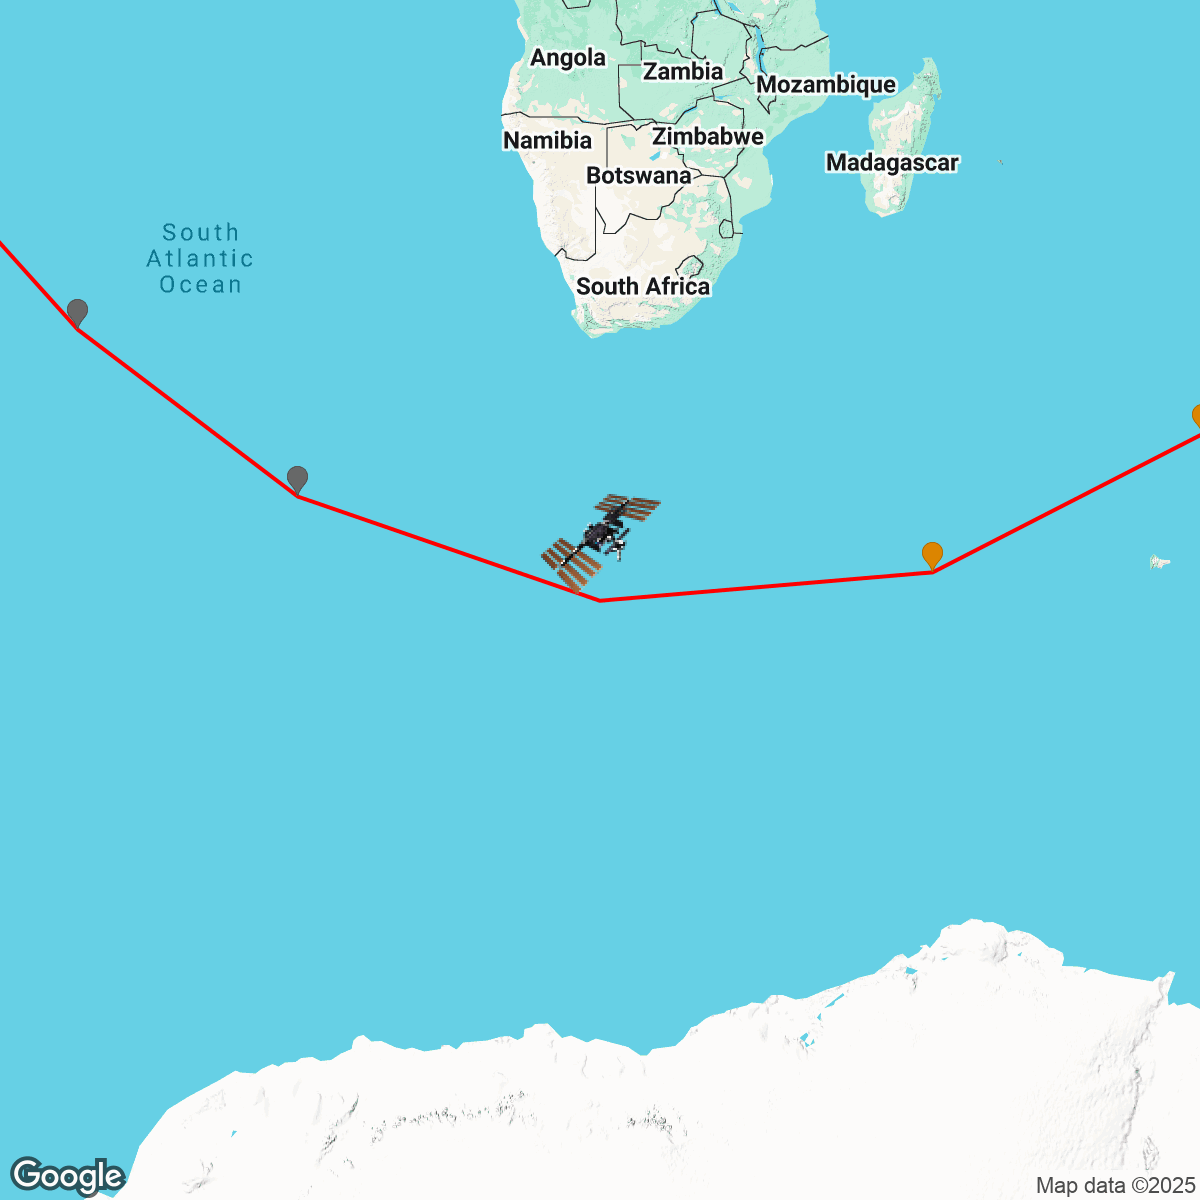 Angola
Zambia
Mozambique
Namibia
Zimbabwe
Madagascar
Botswana
South
Atlantic
Ocean
South Africa
Google
Map data ©2025